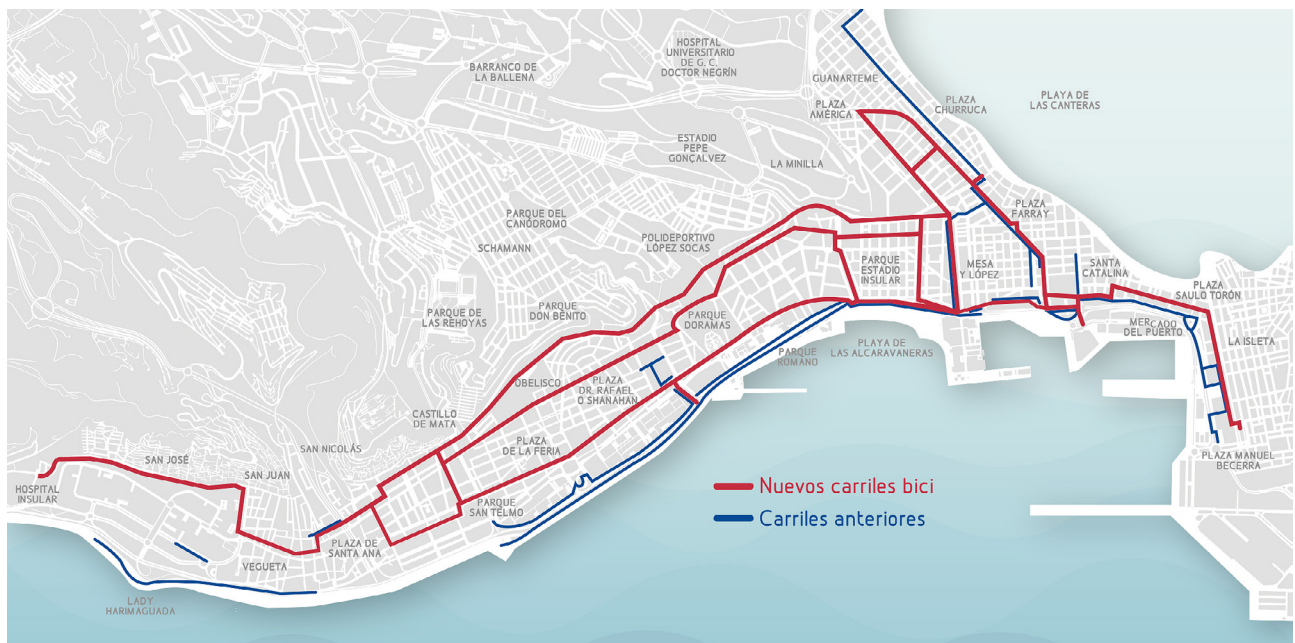 HOSPITAL
UNIVERSITARIO
DE G. C.
DOCTOR NEGRÍN
BARRANCO DE
LA BALLENA
GUANARTEME
PLAZA
AMÉRICA
PLAZA
CHURRUCA
PLAYA DE
LAS CANTERAS
ESTADIO
PEPE
GONÇALVEZ
LA MINILLA
PARQUE DEL
CANÓDROMO
SCHAMANN
POLIDEPORTIVO
LÓPEZ SOCAS
PLAZA
FARRAY
PARQUE
ESTADIO
INSULAR
MESA
Y LÓPEZ
SANTA
CATALINA
PLAZA
SAULO TORÓN
PARQUE DE
LAS REHOYAS
PARQUE
DON BENITO
PARQUE
DORAMAS
PARQUE
ROMANO
PLAYA DE
LAS ALCARAVANERAS
MERCADO
DEL PUERTO
LA ISLETA
OBELISCO
PLAZA
DR. RAFAEL
O SHANAHAN
CASTILLO
DE MATA
PLAZA
DE LA FERIA
SAN NICOLÁS
SAN JOSÉ
SAN JUAN
HOSPITAL
INSULAR
PARQUE
SAN TELMO
PLAZA DE
SANTA ANA
VEGUETA
LADY
HARIMAGUADA
PLAZA MANUEL
BECERRA
Nuevos carriles bici
Carriles anteriores